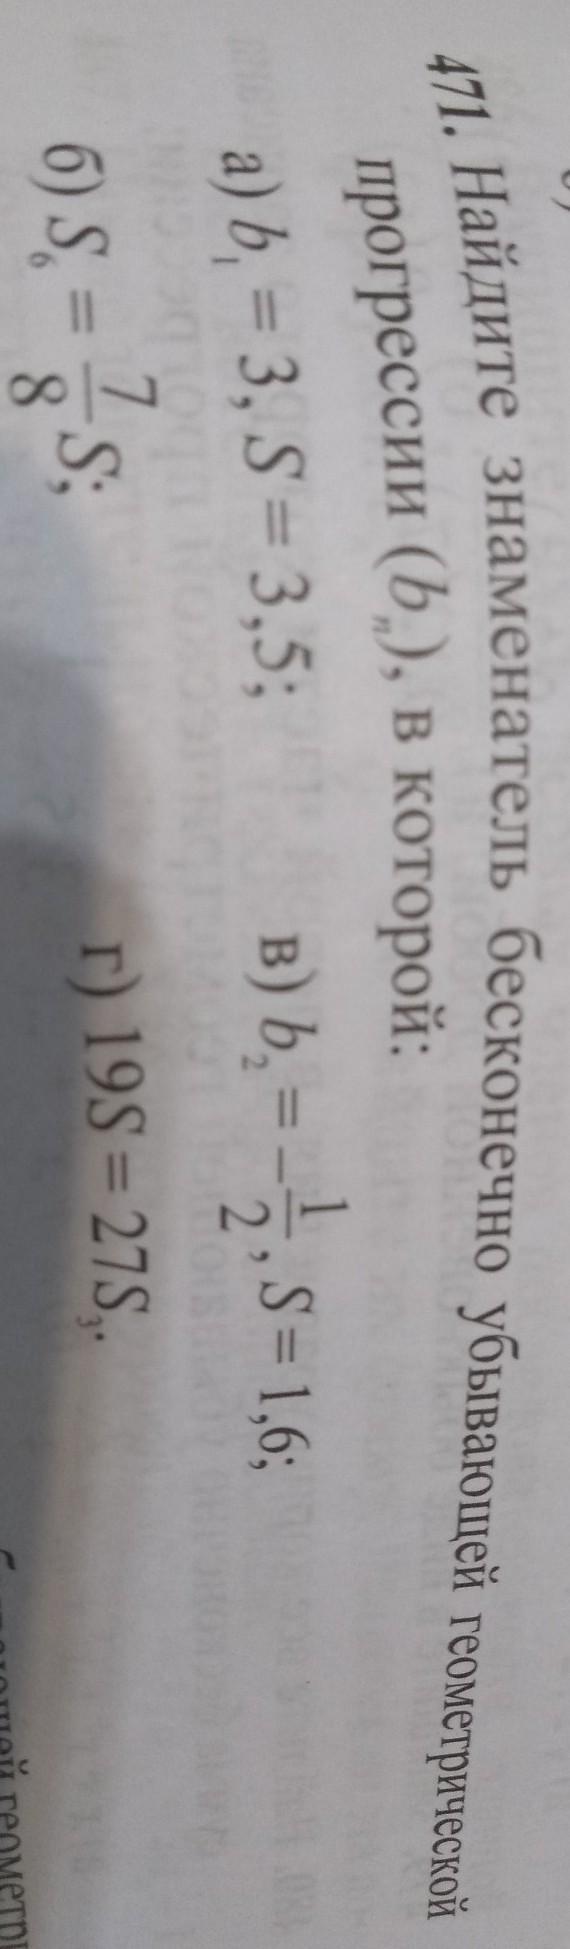 471. Найдите знаменатель бесконечно убывающей геометрической
прогрессии (bₙ), в которой:
а) b₁ = 3, S = 3,5; в) b₂ = -1/2, S = 1,6;
б) S₆ = 7/8 S; г) 19S = 27S₃.